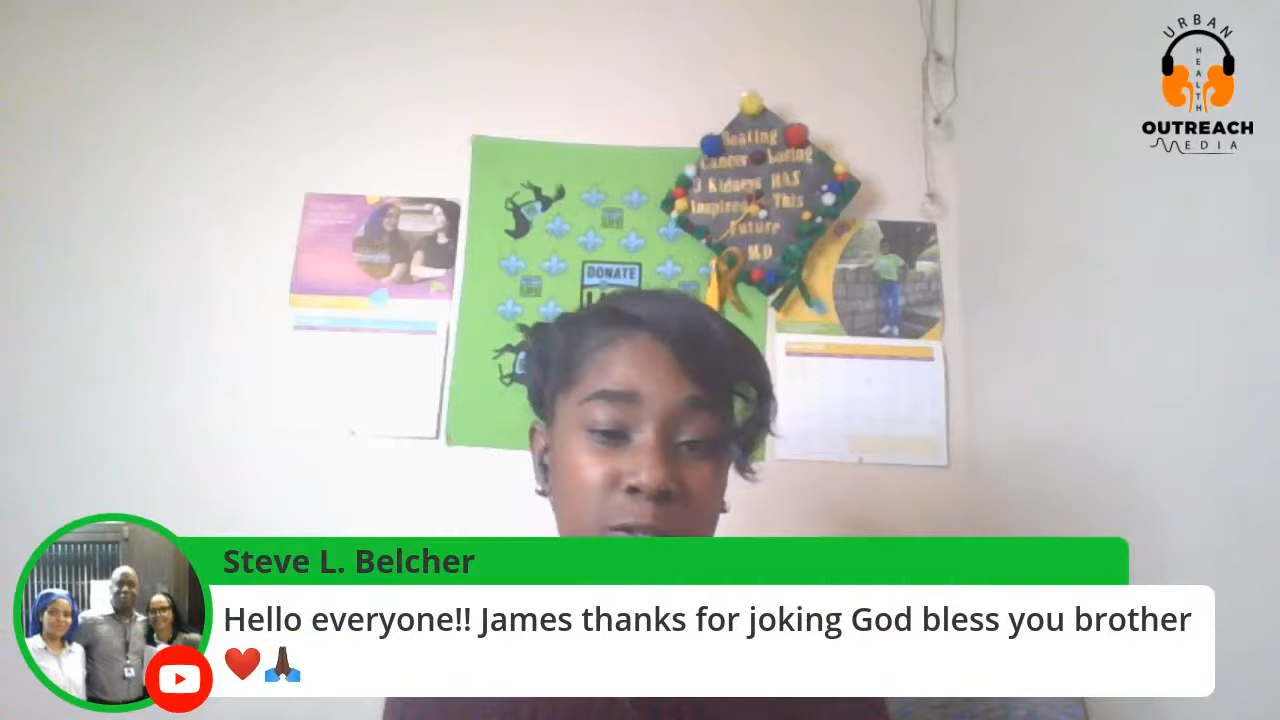 URBAN
HEALTH
OUTREACH
MEDIA
Beating
Cancer Losing
3 Kidneys HAS
Inspired This
Future
MD
DONATE
Steve L. Belcher
Hello everyone!! James thanks for joking God bless you brother
❤️🙏🏿